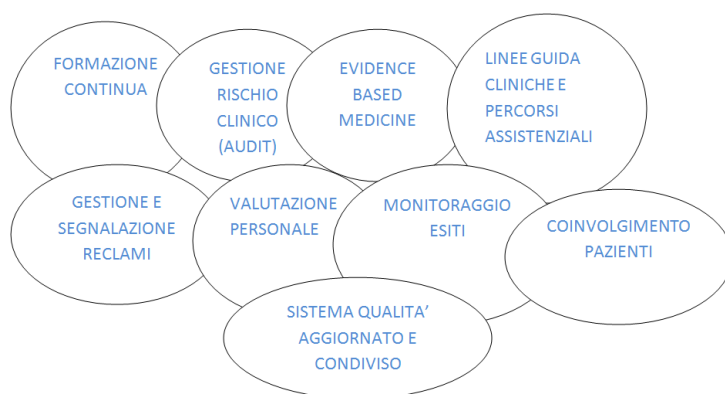 FORMAZIONE
CONTINUA
GESTIONE
RISCHIO
CLINICO
(AUDIT)
EVIDENCE
BASED
MEDICINE
LINEE GUIDA
CLINICHE E
PERCORSI
ASSISTENZIALI
GESTIONE E
SEGNALAZIONE
RECLAMI
VALUTAZIONE
PERSONALE
MONITORAGGIO
ESITI
COINVOLGIMENTO
PAZIENTI
SISTEMA QUALITA’
AGGIORNATO E
CONDIVISO